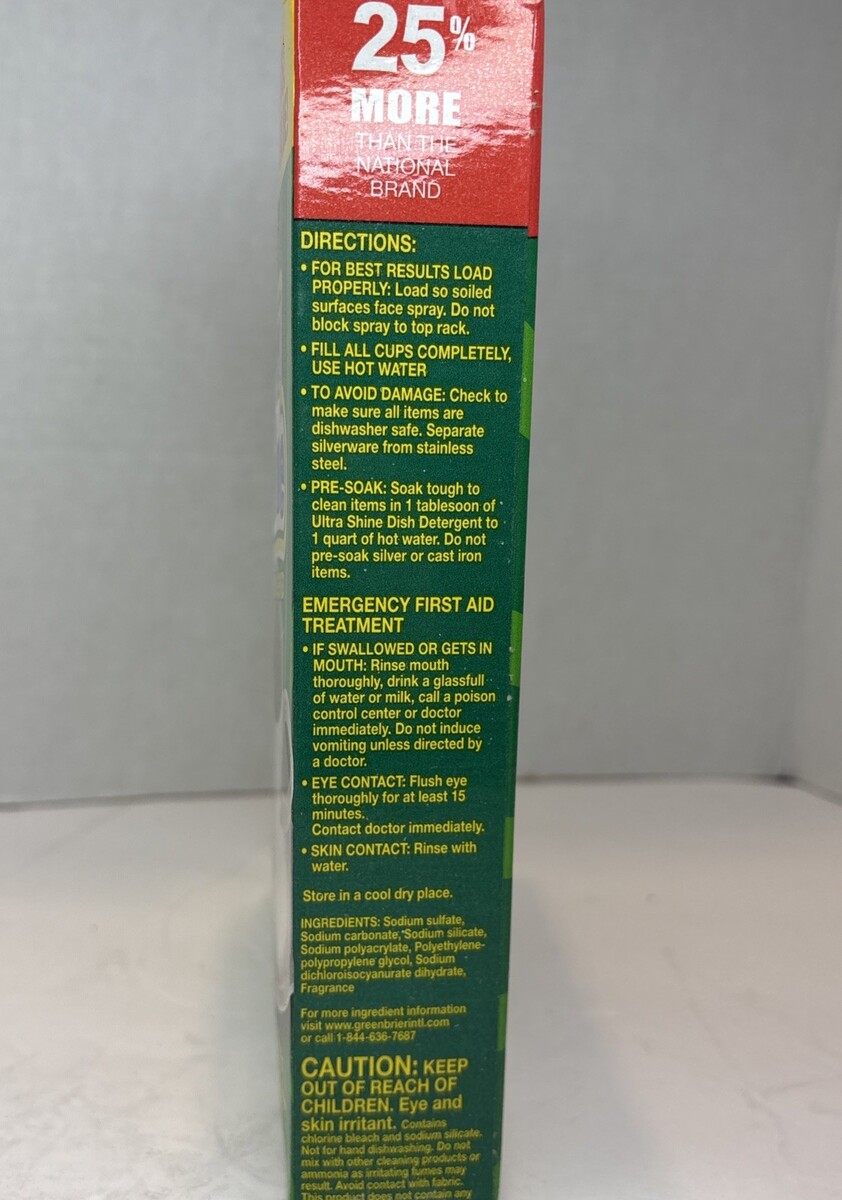 25%
MORE
THAN THE
NATIONAL
BRAND
DIRECTIONS:
• FOR BEST RESULTS LOAD
PROPERLY: Load so soiled
surfaces face spray. Do not
block spray to top rack.
• FILL ALL CUPS COMPLETELY,
USE HOT WATER
• TO AVOID DAMAGE: Check to
make sure all items are
dishwasher safe. Separate
silverware from stainless
steel.
• PRE-SOAK: Soak tough to
clean items in 1 tablesoon of
Ultra Shine Dish Detergent to
1 quart of hot water. Do not
pre-soak silver or cast iron
items.
EMERGENCY FIRST AID
TREATMENT
• IF SWALLOWED OR GETS IN
MOUTH: Rinse mouth
thoroughly, drink a glassfull
of water or milk, call a poison
control center or doctor
immediately. Do not induce
vomiting unless directed by
a doctor.
• EYE CONTACT: Flush eye
thoroughly for at least 15
minutes.
Contact doctor immediately.
• SKIN CONTACT: Rinse with
water.
Store in a cool dry place.
INGREDIENTS: Sodium sulfate,
Sodium carbonate, Sodium silicate,
Sodium polyacrylate, Polyethylene-
polypropylene glycol, Sodium
dichloroisocyanurate dihydrate,
Fragrance
For more ingredient information
visit www.greenbrierintl.com
or call 1-844-636-7687
CAUTION: KEEP
OUT OF REACH OF
CHILDREN. Eye and
skin irritant. Contains
chlorine bleach and sodium silicate.
Not for hand dishwashing. Do not
mix with other cleaning products or
ammonia as irritating fumes may
result. Avoid contact with fabric.
This product does not contain any